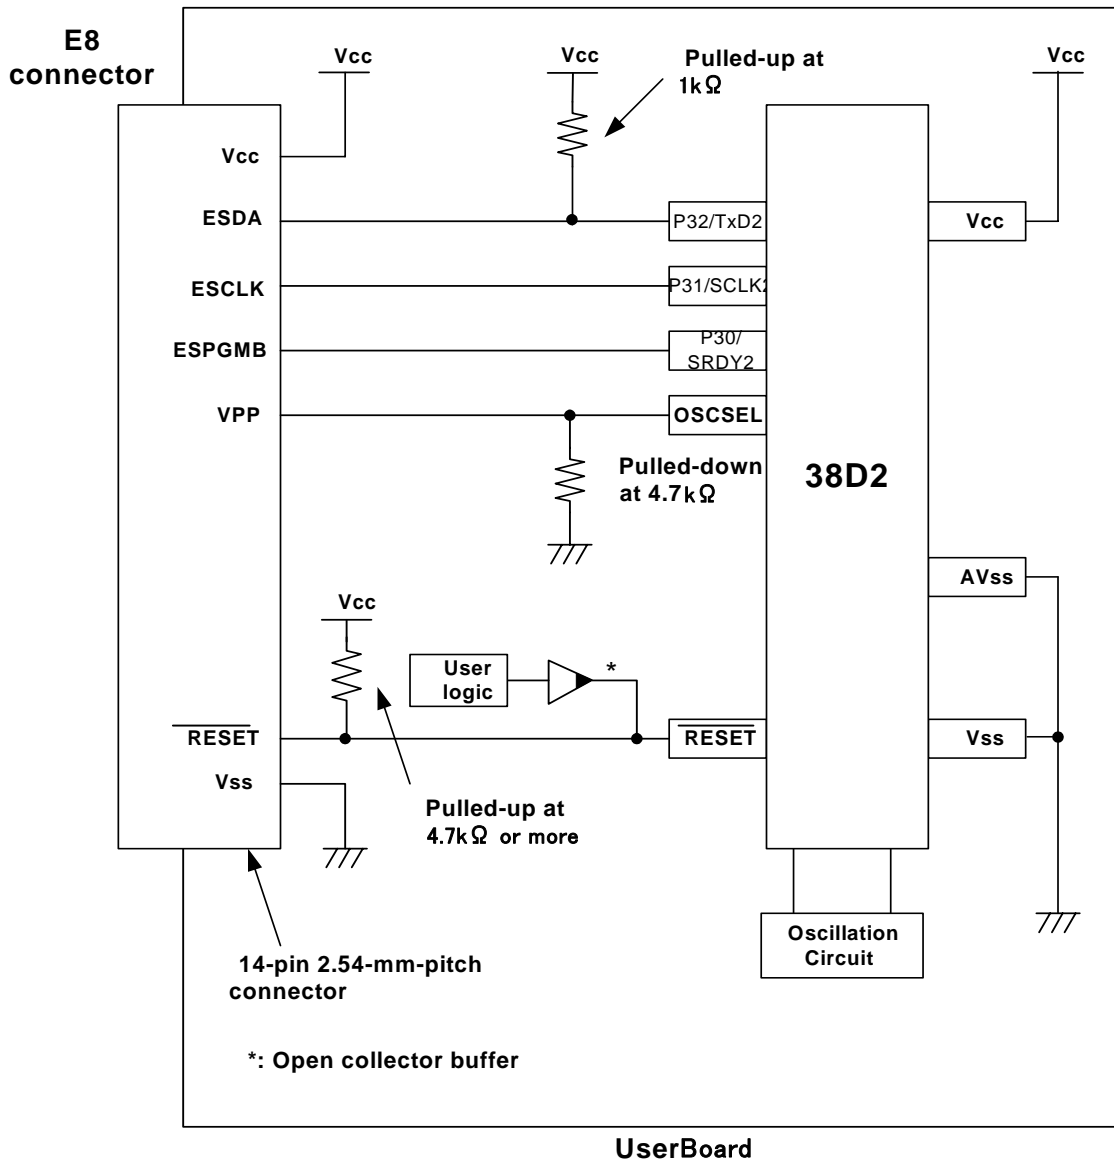 E8
connector
Vcc
Vcc
Pulled-up at
1kΩ
Vcc
Vcc
ESDA
P32/TxD2
Vcc
ESCLK
P31/SCLK2
ESPGMB
P30/
SRDY2
VPP
OSCSEL
Pulled-down
at 4.7kΩ
38D2
AVss
Vcc
User
logic
*
RESET
RESET
Vss
Vss
Pulled-up at
4.7kΩ or more
Oscillation
Circuit
14-pin 2.54-mm-pitch
connector
*: Open collector buffer
UserBoard